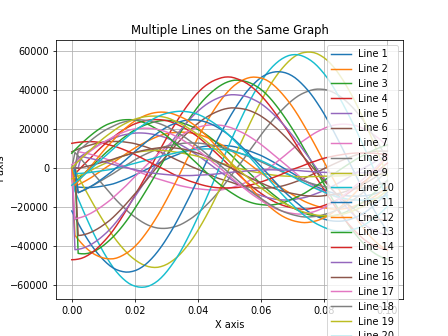 Multiple Lines on the Same Graph
60000
40000
20000
0
−20000
−40000
−60000
0.00
0.02
0.04
0.06
X axis
Line 1
Line 2
Line 3
Line 4
Line 5
Line 6
Line 7
Line 8
Line 9
Line 10
Line 11
Line 12
Line 13
Line 14
Line 15
Line 16
Line 17
Line 18
Line 19
Line 20